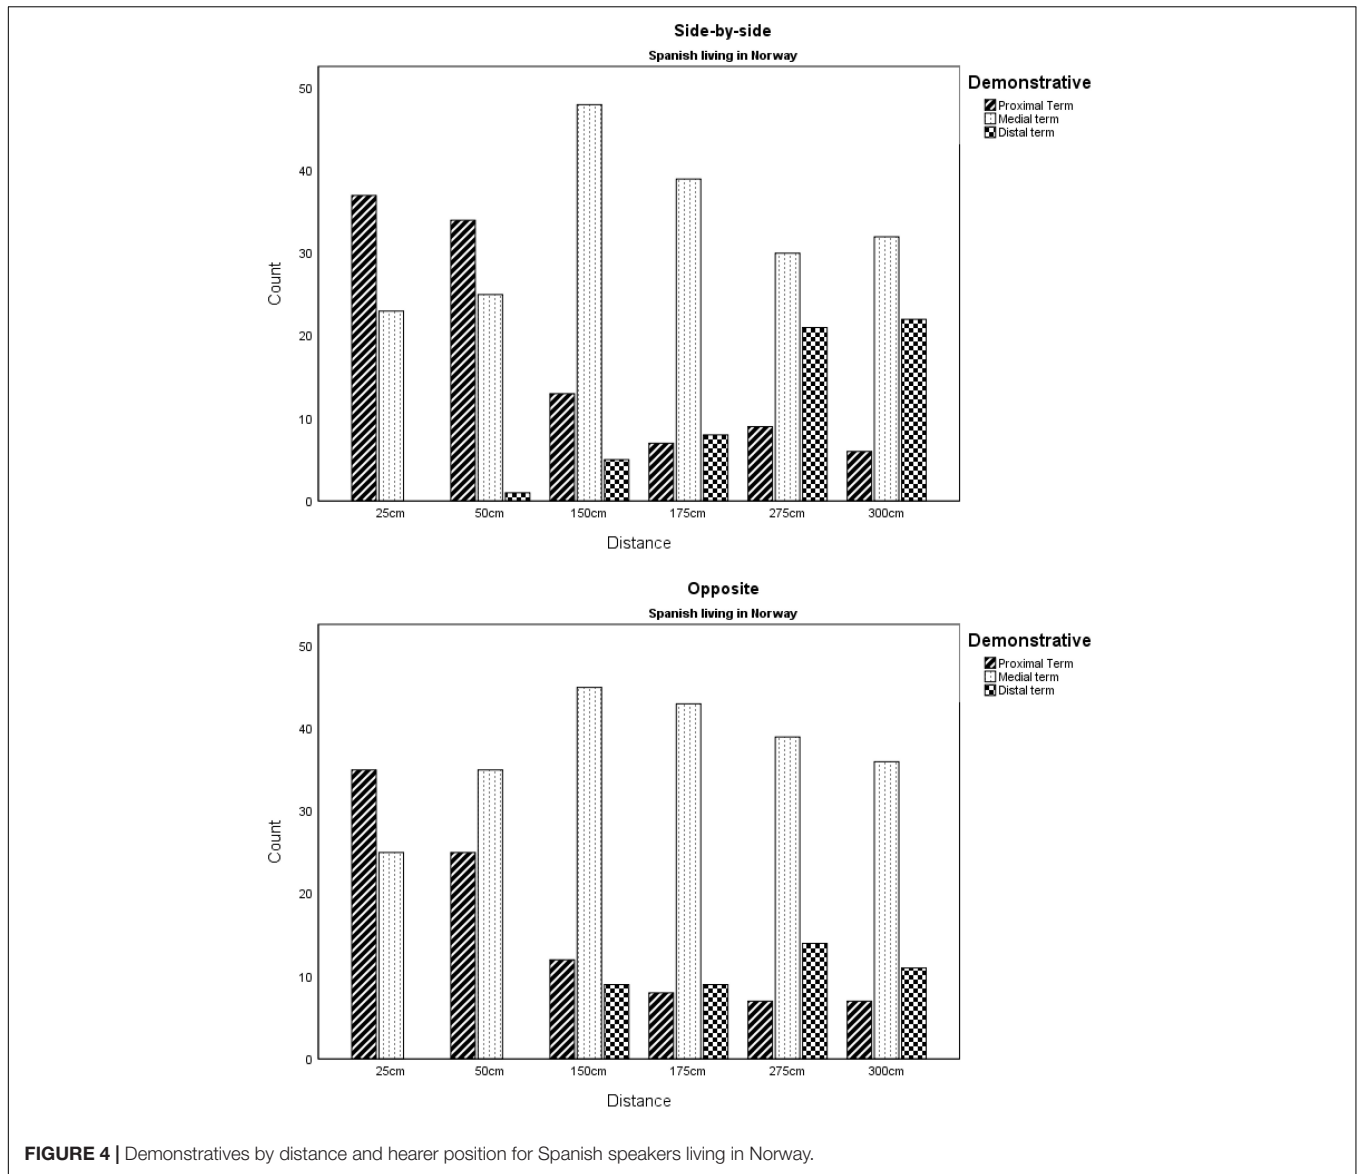 Side-by-side
Spanish living in Norway
Demonstrative
Proximal Term
Medial term
Distal term
Count
50
40
30
20
10
0
25cm 50cm 150cm 175cm 275cm 300cm
Distance
Opposite
Spanish living in Norway
Demonstrative
Proximal Term
Medial term
Distal term
Count
50
40
30
20
10
0
25cm 50cm 150cm 175cm 275cm 300cm
Distance
FIGURE 4 | Demonstratives by distance and hearer position for Spanish speakers living in Norway.